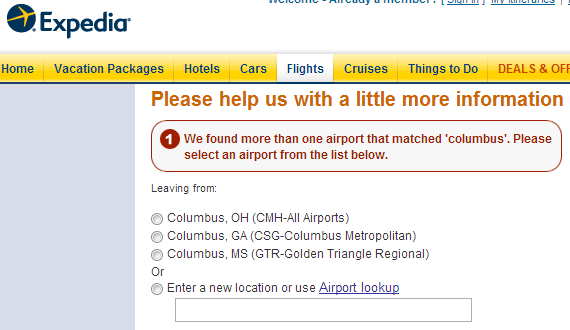 Welcome - Already a member? [ Sign in ] My Itineraries |
Expedia®
Home Vacation Packages Hotels Cars Flights Cruises Things to Do DEALS & OFF
Please help us with a little more information
1 We found more than one airport that matched 'columbus'. Please
select an airport from the list below.
Leaving from:
Columbus, OH (CMH-All Airports)
Columbus, GA (CSG-Columbus Metropolitan)
Columbus, MS (GTR-Golden Triangle Regional)
Or
Enter a new location or use Airport lookup